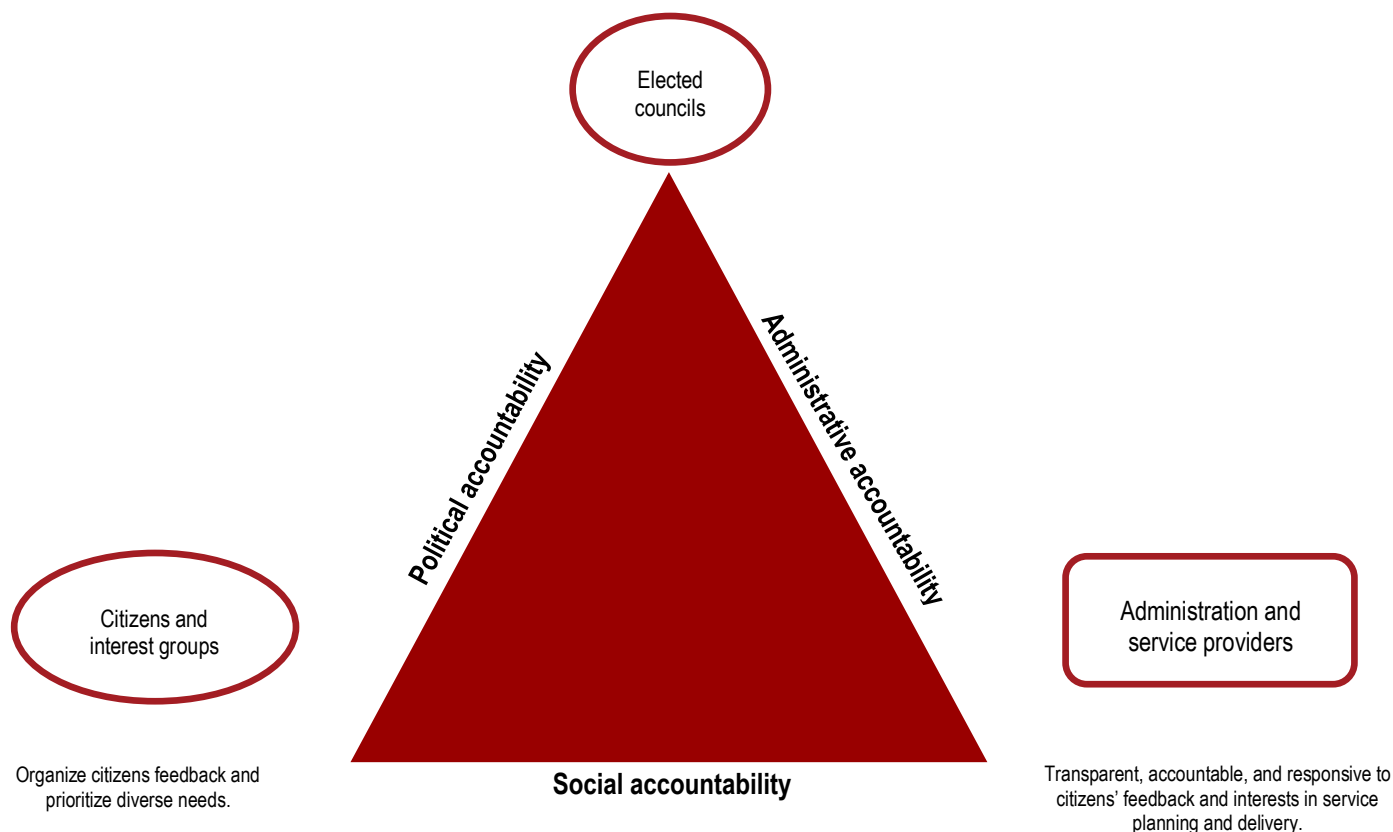 Elected
councils
Political accountability
Administrative accountability
Citizens and
interest groups
Administration and
service providers
Organize citizens feedback and
prioritize diverse needs.
Social accountability
Transparent, accountable, and responsive to
citizens’ feedback and interests in service
planning and delivery.